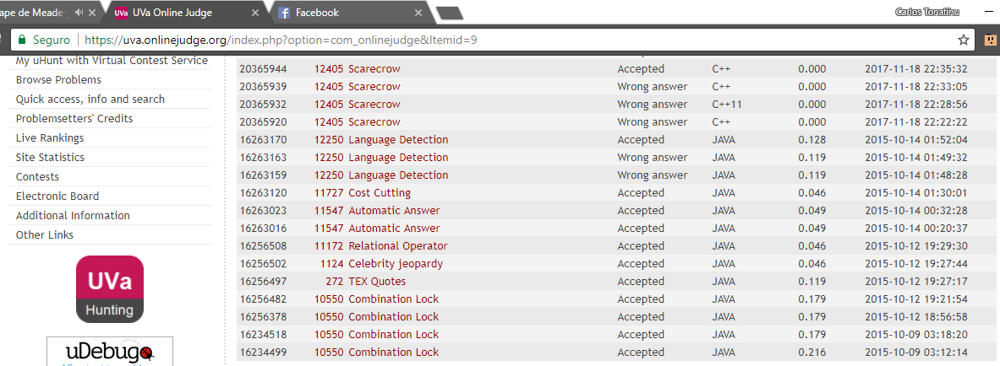 ape de Meade UVa Online Judge Facebook Carlos Tonatihu
Seguro https://uva.onlinejudge.org/index.php?option=com_onlinejudge&Itemid=9
My uHunt with Virtual Contest Service
Browse Problems
Quick access, info and search
Problemsetters' Credits
Live Rankings
Site Statistics
Contests
Electronic Board
Additional Information
Other Links
UVa
Hunting
uDebug
20365944 12405 Scarecrow Accepted C++ 0.000 2017-11-18 22:35:32
20365939 12405 Scarecrow Wrong answer C++ 0.000 2017-11-18 22:33:05
20365932 12405 Scarecrow Wrong answer C++11 0.000 2017-11-18 22:28:56
20365920 12405 Scarecrow Wrong answer C++ 0.000 2017-11-18 22:22:22
16263170 12250 Language Detection Accepted JAVA 0.128 2015-10-14 01:52:04
16263163 12250 Language Detection Wrong answer JAVA 0.119 2015-10-14 01:49:32
16263159 12250 Language Detection Wrong answer JAVA 0.119 2015-10-14 01:48:28
16263120 11727 Cost Cutting Accepted JAVA 0.046 2015-10-14 01:30:01
16263023 11547 Automatic Answer Accepted JAVA 0.049 2015-10-14 00:32:28
16263016 11547 Automatic Answer Accepted JAVA 0.049 2015-10-14 00:20:37
16256508 11172 Relational Operator Accepted JAVA 0.046 2015-10-12 19:29:30
16256502 1124 Celebrity jeopardy Accepted JAVA 0.046 2015-10-12 19:27:44
16256497 272 TEX Quotes Accepted JAVA 0.119 2015-10-12 19:27:17
16256482 10550 Combination Lock Accepted JAVA 0.179 2015-10-12 19:21:54
16256378 10550 Combination Lock Accepted JAVA 0.179 2015-10-12 18:56:58
16234518 10550 Combination Lock Accepted JAVA 0.179 2015-10-09 03:18:20
16234499 10550 Combination Lock Accepted JAVA 0.216 2015-10-09 03:12:14